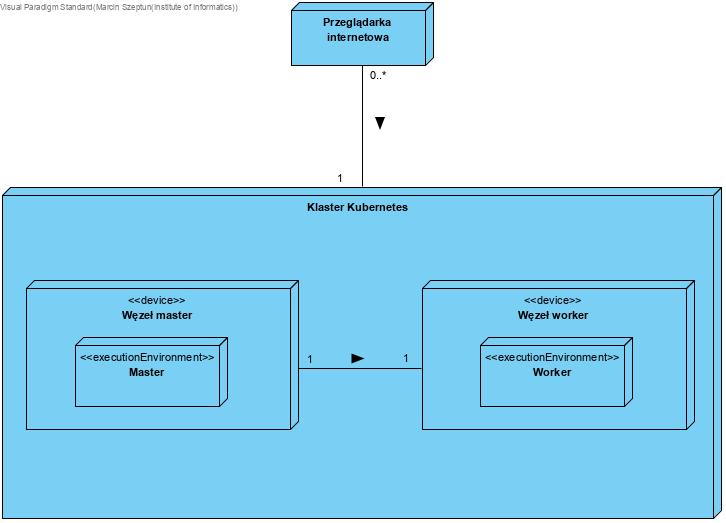 Visual Paradigm Standard(Marcin Szeptun(Institute of Informatics))
Przeglądarka
internetowa
0..*
1
Klaster Kubernetes
<<device>>
Węzeł master
<<executionEnvironment>>
Master
1
1
<<device>>
Węzeł worker
<<executionEnvironment>>
Worker